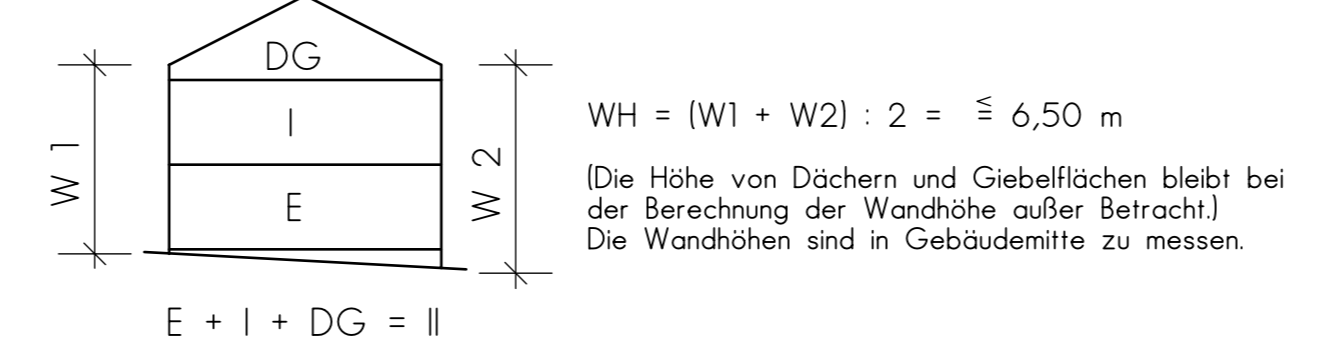 DG
I
E
W 1
W 2
E + I + DG = II
WH = (W1 + W2) : 2 = ≦ 6,50 m
(Die Höhe von Dächern und Giebelflächen bleibt bei
der Berechnung der Wandhöhe außer Betracht.)
Die Wandhöhen sind in Gebäudemitte zu messen.